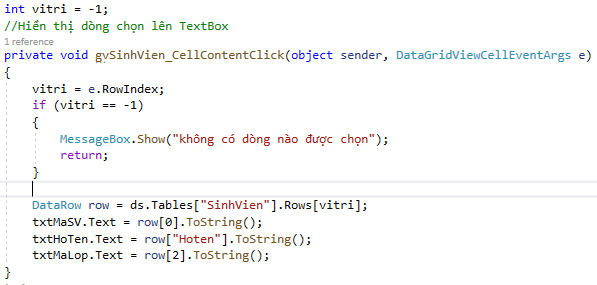 int vitri = -1;
//Hiển thị dòng chọn lên TextBox
1 reference
private void gvSinhVien_CellContentClick(object sender, DataGridViewCellEventArgs e)
{
vitri = e.RowIndex;
if (vitri == -1)
{
MessageBox.Show("không có dòng nào được chọn");
return;
}
DataRow row = ds.Tables["SinhVien"].Rows[vitri];
txtMaSV.Text = row[0].ToString();
txtHoTen.Text = row["Hoten"].ToString();
txtMaLop.Text = row[2].ToString();
}